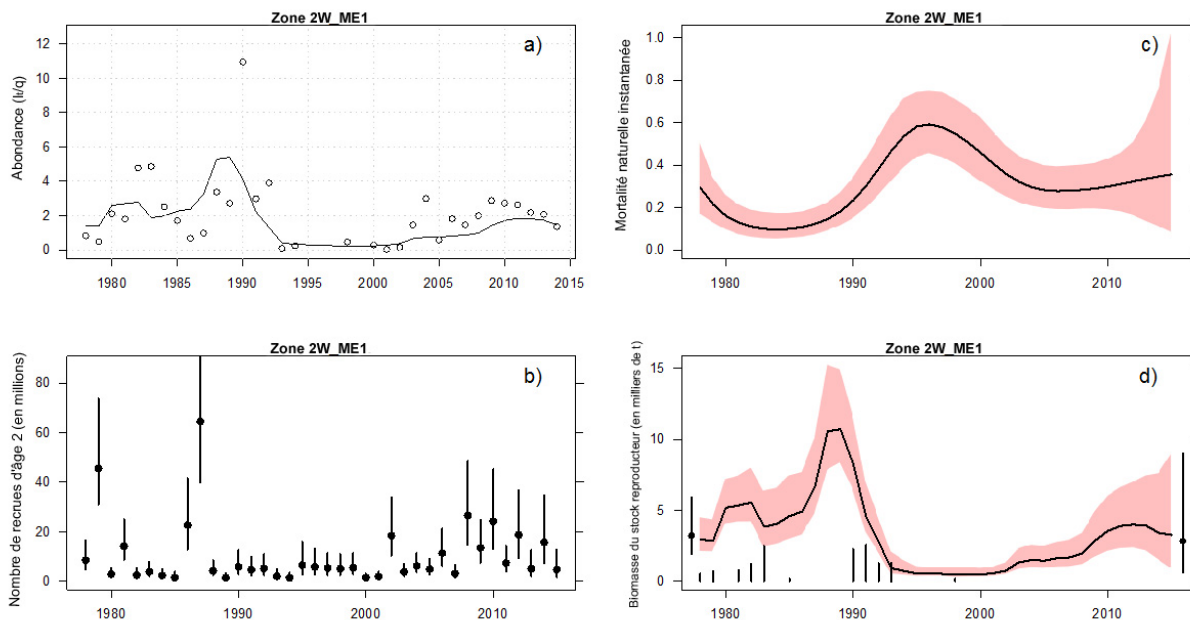 Zone 2W_ME1
a)
Abondance (It/q)
12
10
8
6
4
2
0
1980 1985 1990 1995 2000 2005 2010 2015
Zone 2W_ME1
c)
Mortalité naturelle instantanée
1.0
0.8
0.6
0.4
0.2
0.0
1980 1990 2000 2010
Zone 2W_ME1
b)
Nombre de recrues d'âge 2 (en millions)
80
60
40
20
0
1980 1990 2000 2010
Zone 2W_ME1
d)
Biomasse du stock reproducteur (en milliers de t)
15
10
5
0
1980 1990 2000 2010